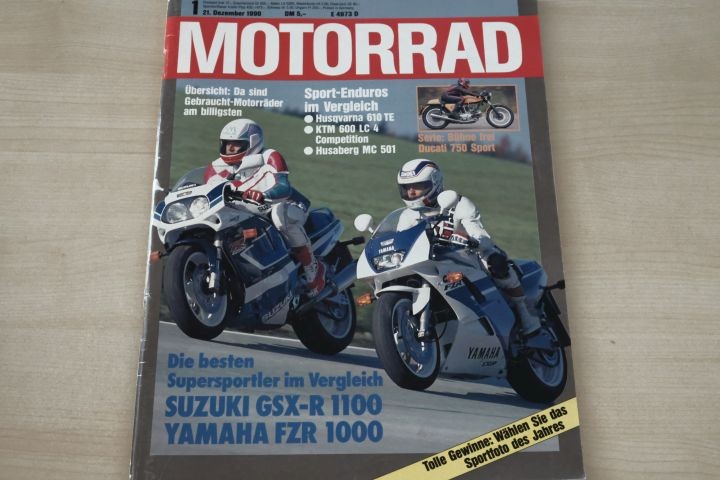 1
21. Dezember 1990 DM 5,– E 4973 D
MOTORRAD
Übersicht: Da sind
Gebraucht-Motorräder
am billigsten
Sport-Enduros
im Vergleich
● Husqvarna 610 TE
● KTM 600 LC 4
Competition
● Husaberg MC 501
Serie: Bühne frei
Ducati 750 Sport
SUZUKI
YAMAHA
FZR
YAMAHA
Die besten
Supersportler im Vergleich
SUZUKI GSX-R 1100
YAMAHA FZR 1000
Tolle Gewinne: Wählen Sie das
Sportfoto des Jahres